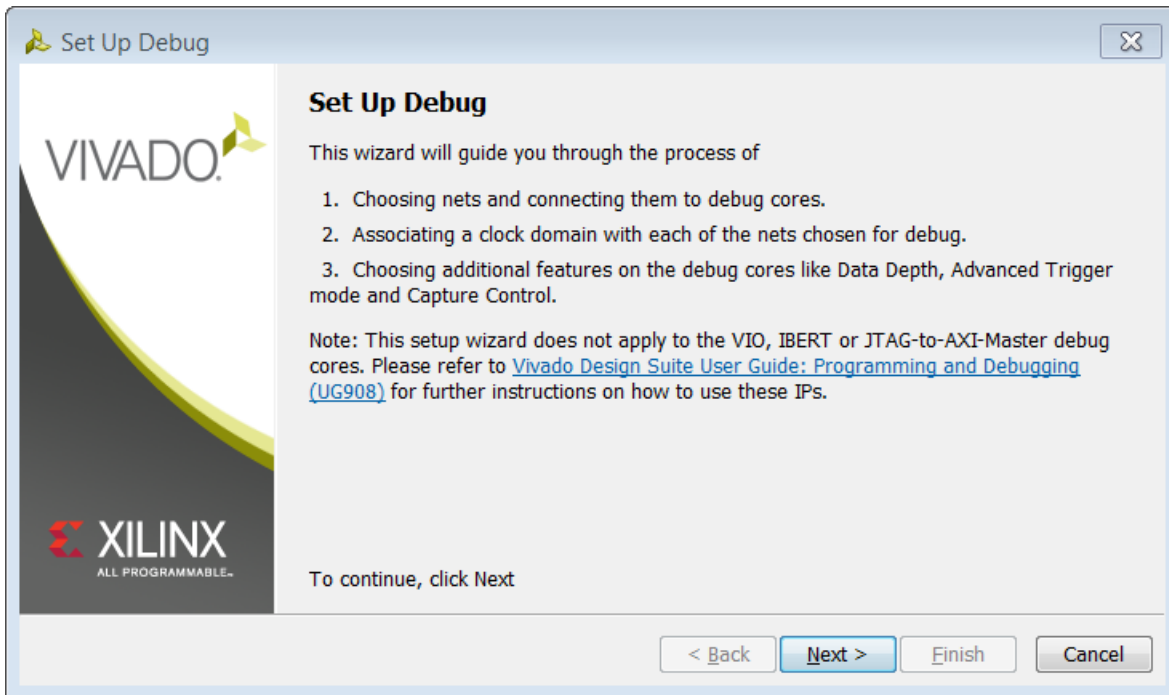 Set Up Debug
VIVADO.
Set Up Debug
This wizard will guide you through the process of
1. Choosing nets and connecting them to debug cores.
2. Associating a clock domain with each of the nets chosen for debug.
3. Choosing additional features on the debug cores like Data Depth, Advanced Trigger
mode and Capture Control.
Note: This setup wizard does not apply to the VIO, IBERT or JTAG-to-AXI-Master debug
cores. Please refer to Vivado Design Suite User Guide: Programming and Debugging
(UG908) for further instructions on how to use these IPs.
XILINX
ALL PROGRAMMABLE™
To continue, click Next
< Back
Next >
Finish
Cancel